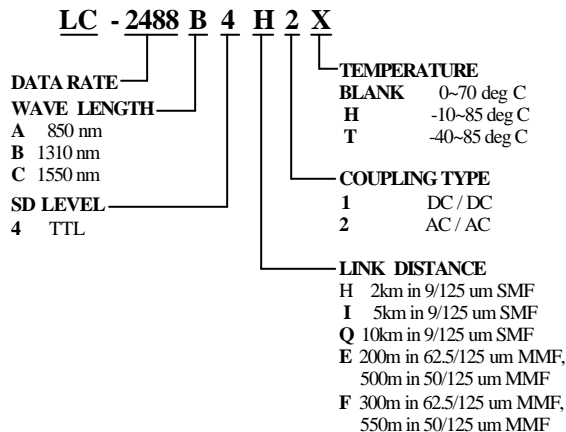 LC - 2488 B 4 H 2 X
DATA RATE
WAVE LENGTH
A 850 nm
B 1310 nm
C 1550 nm
SD LEVEL
4 TTL
TEMPERATURE
BLANK 0~70 deg C
H -10~85 deg C
T -40~85 deg C
COUPLING TYPE
1 DC / DC
2 AC / AC
LINK DISTANCE
H 2km in 9/125 um SMF
I 5km in 9/125 um SMF
Q 10km in 9/125 um SMF
E 200m in 62.5/125 um MMF,
500m in 50/125 um MMF
F 300m in 62.5/125 um MMF,
550m in 50/125 um MMF